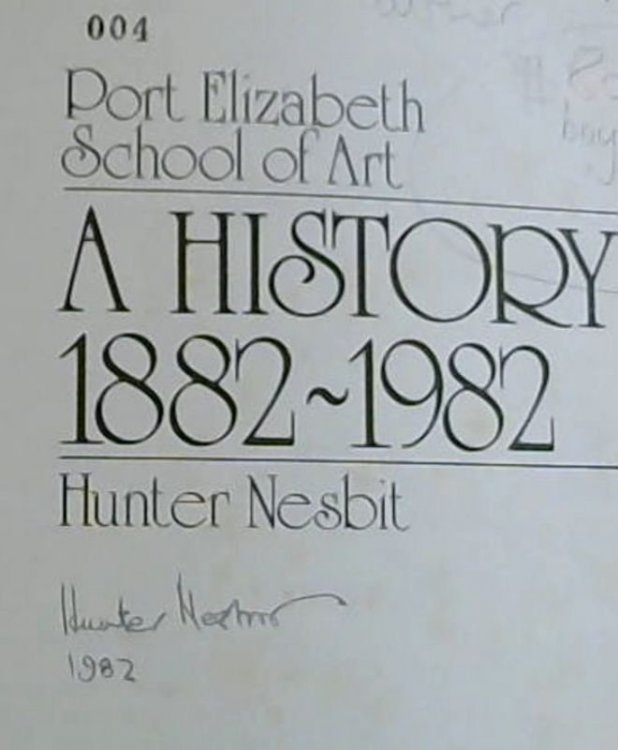 004
Port Elizabeth
School of Art
A HISTORY
1882~1982
Hunter Nesbit
Hunter Nesbit
1982